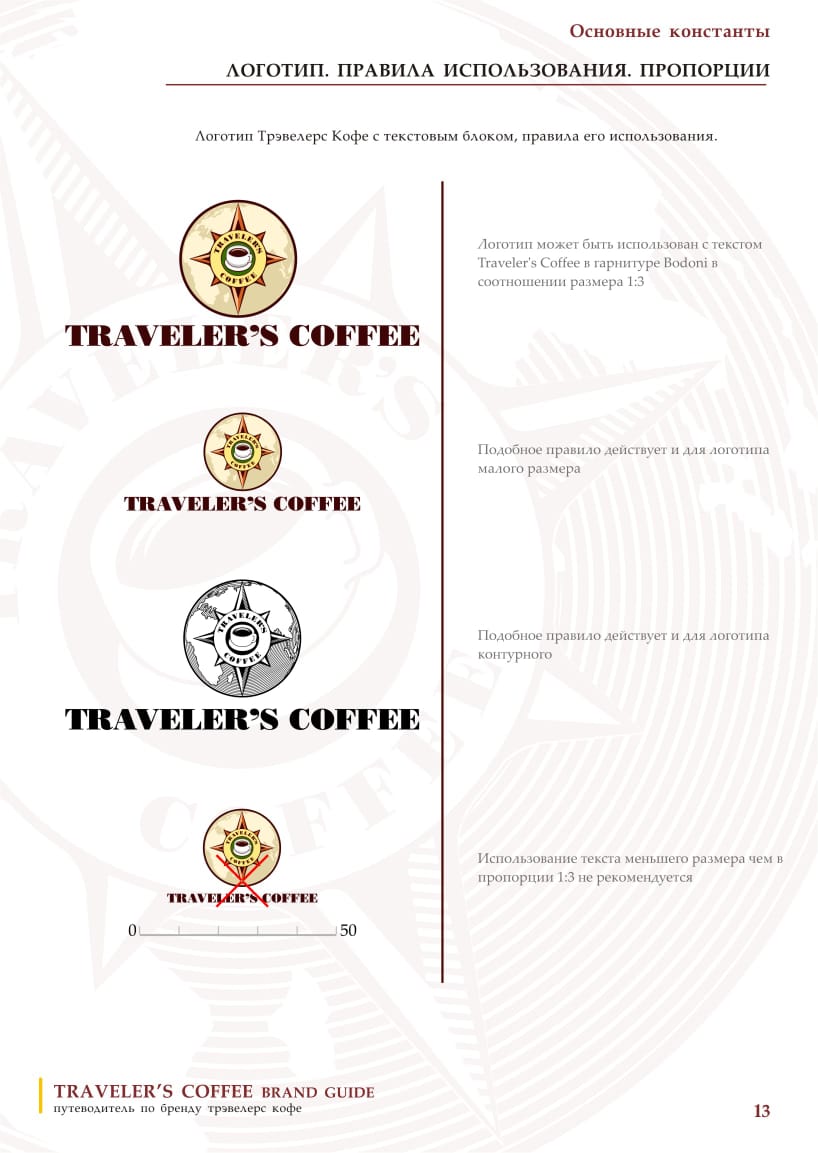 Основные константы
ЛОГОТИП. ПРАВИЛА ИСПОЛЬЗОВАНИЯ. ПРОПОРЦИИ
Логотип Трэвелерс Кофе с текстовым блоком, правила его использования.
TRAVELER'S
COFFEE
TRAVELER'S COFFEE
Логотип может быть использован с текстом
Traveler's Coffee в гарнитуре Bodoni в
соотношении размера 1:3
TRAVELER'S
COFFEE
TRAVELER'S COFFEE
Подобное правило действует и для логотипа
малого размера
TRAVELER'S
COFFEE
TRAVELER'S COFFEE
Подобное правило действует и для логотипа
контурного
TRAVELER'S
COFFEE
TRAVELER'S COFFEE
Использование текста меньшего размера чем в
пропорции 1:3 не рекомендуется
0 50
TRAVELER'S
COFFEE
TRAVELER'S COFFEE BRAND GUIDE
путеводитель по бренду трэвелерс кофе
13